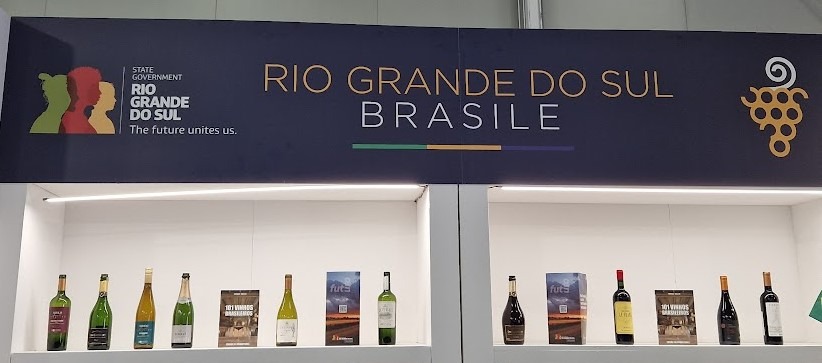 STATE
GOVERNMENT
RIO
GRANDE
DO SUL
The future unites us.
RIO GRANDE DO SUL
BRASILE
101 VINHOS
BRASILEIROS
101 VINHOS
BRASILEIROS